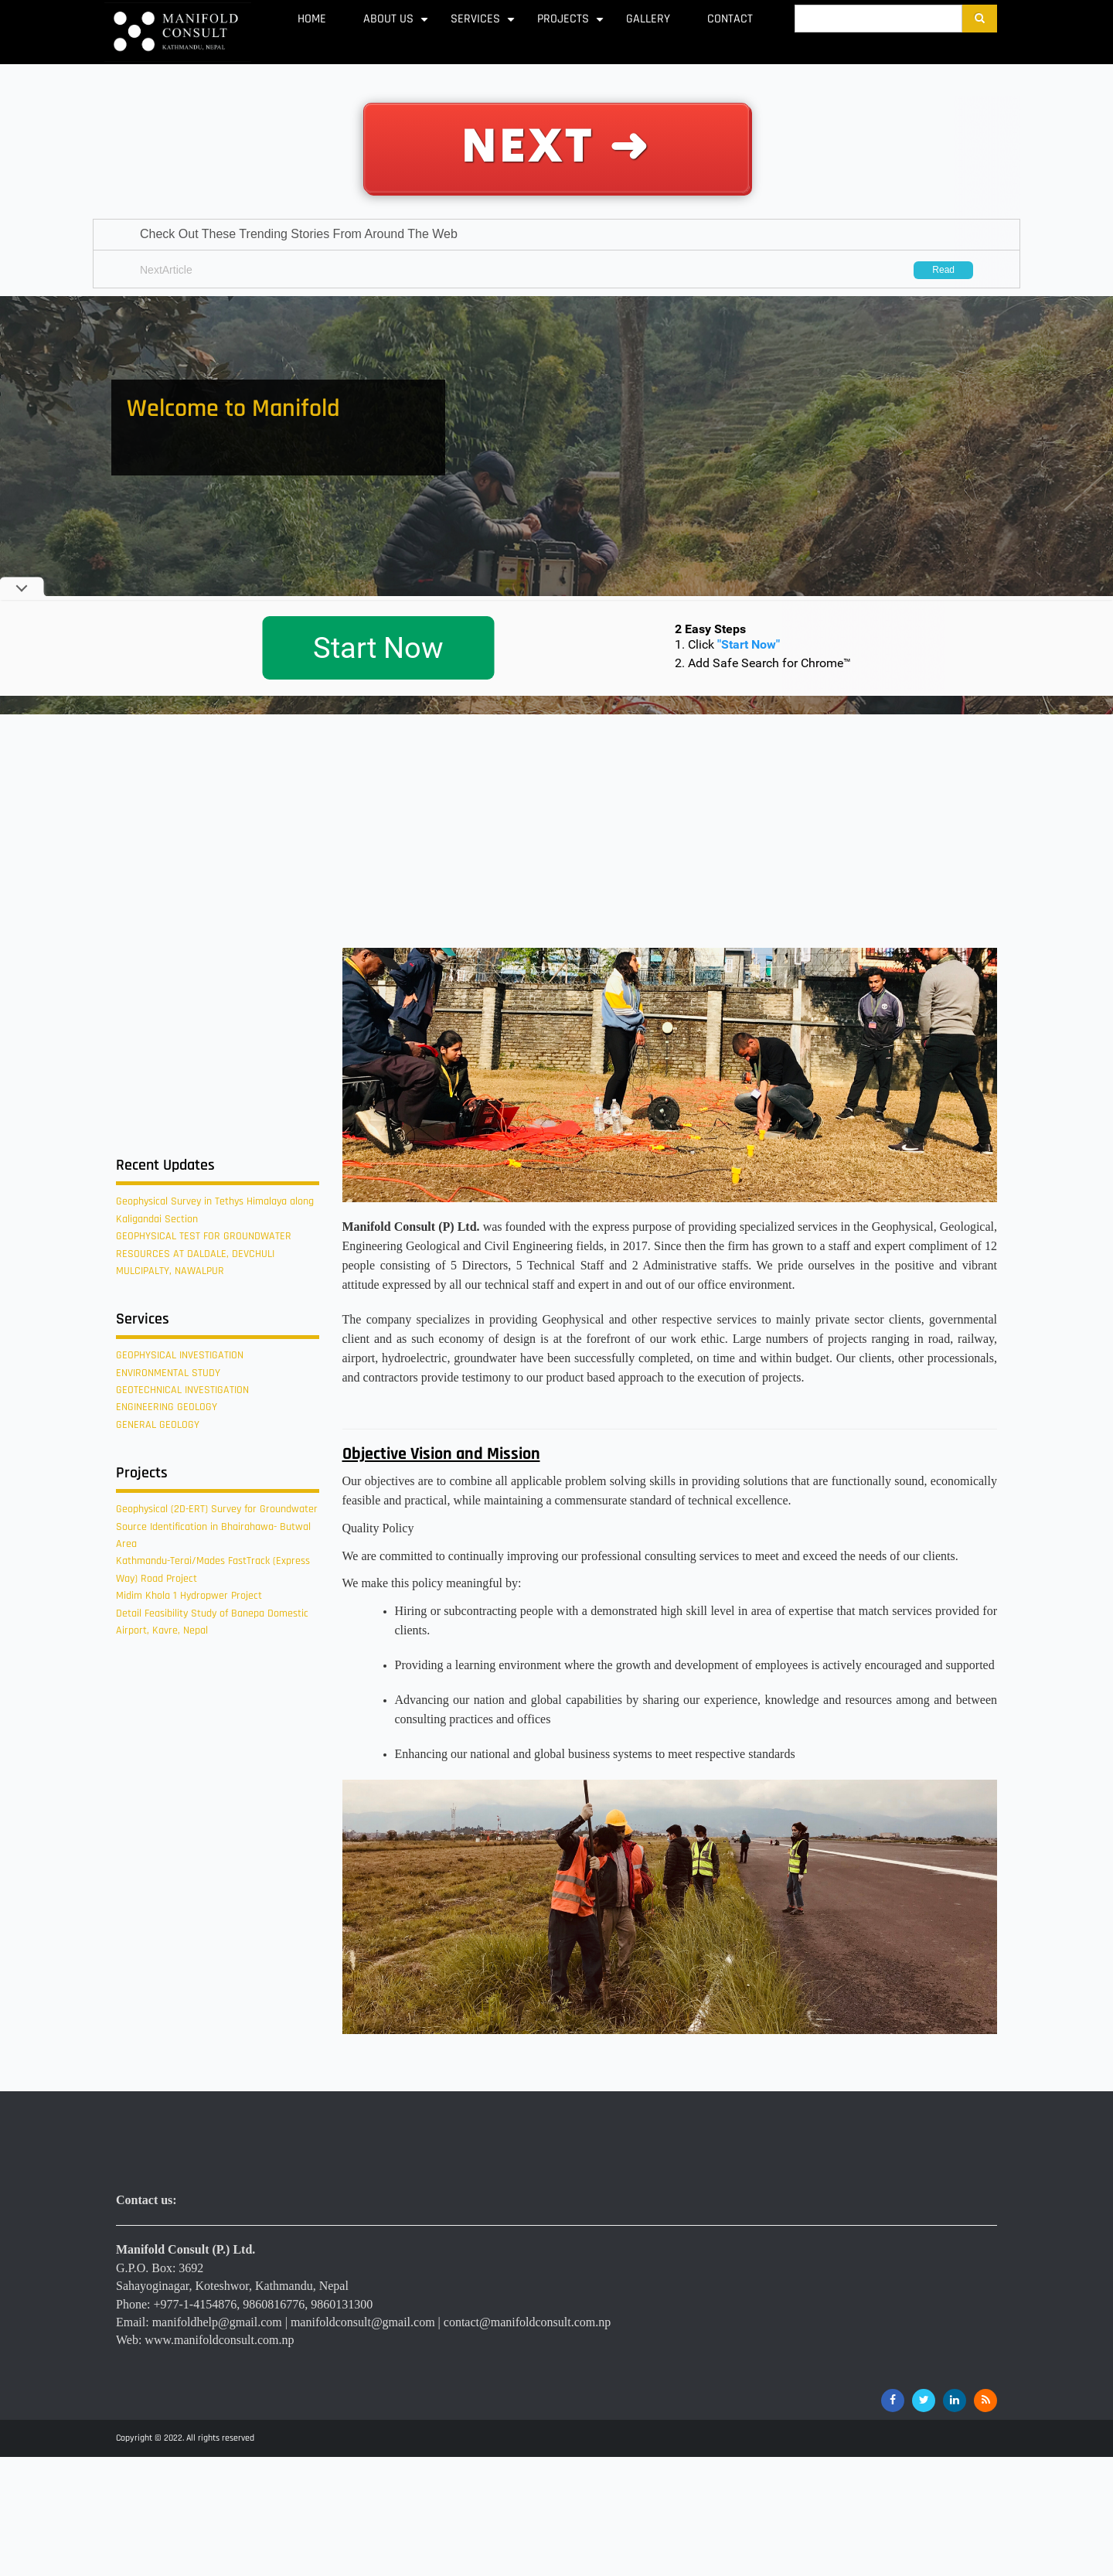 MANIFOLD
CONSULT
KATHMANDU, NEPAL
HOME
ABOUT US
SERVICES
PROJECTS
GALLERY
CONTACT
NEXT ➜
Check Out These Trending Stories From Around The Web
NextArticle
Read
Welcome to Manifold
Start Now
2 Easy Steps
1. Click "Start Now"
2. Add Safe Search for Chrome™
Recent Updates
Geophysical Survey in Tethys Himalaya along
Kaligandai Section
GEOPHYSICAL TEST FOR GROUNDWATER
RESOURCES AT DALDALE, DEVCHULI
MULCIPALTY, NAWALPUR
Services
GEOPHYSICAL INVESTIGATION
ENVIRONMENTAL STUDY
GEOTECHNICAL INVESTIGATION
ENGINEERING GEOLOGY
GENERAL GEOLOGY
Projects
Geophysical (2D-ERT) Survey for Groundwater
Source Identification in Bhairahawa- Butwal
Area
Kathmandu-Terai/Mades FastTrack (Express
Way) Road Project
Midim Khola 1 Hydropwer Project
Detail Feasibility Study of Banepa Domestic
Airport, Kavre, Nepal
Manifold Consult (P) Ltd. was founded with the express purpose of providing specialized services in the Geophysical, Geological,
Engineering Geological and Civil Engineering fields, in 2017. Since then the firm has grown to a staff and expert compliment of 12
people consisting of 5 Directors, 5 Technical Staff and 2 Administrative staffs. We pride ourselves in the positive and vibrant
attitude expressed by all our technical staff and expert in and out of office environment.
The company specializes in providing Geophysical and other respective services to mainly private sector clients, governmental
client and as such economy of design is at the forefront of our work ethic. Large numbers of projects ranging in road, railway,
airport, hydroelectric, groundwater have been successfully completed, on time and within budget. Our clients, other processionals,
and contractors provide testimony to our product based approach to the execution of projects.
Objective Vision and Mission
Our objectives are to combine all applicable problem solving skills in providing solutions that are functionally sound, economically
feasible and practical, while maintaining a commensurate standard of technical excellence.
Quality Policy
We are committed to continually improving our professional consulting services to meet and exceed the needs of our clients.
We make this policy meaningful by:
• Hiring or subcontracting people with a demonstrated high skill level in area of expertise that match services provided for
clients.
• Providing a learning environment where the growth and development of employees is actively encouraged and supported
• Advancing our nation and global capabilities by sharing our experience, knowledge and resources among and between
consulting practices and offices
• Enhancing our national and global business systems to meet respective standards
Contact us:
Manifold Consult (P.) Ltd.
G.P.O. Box: 3692
Sahayoginagar, Koteshwor, Kathmandu, Nepal
Phone: +977-1-4154876, 9860816776, 9860131300
Email: manifoldhelp@gmail.com | manifoldconsult@gmail.com | contact@manifoldconsult.com.np
Web: www.manifoldconsult.com.np
Copyright © 2022. All rights reserved